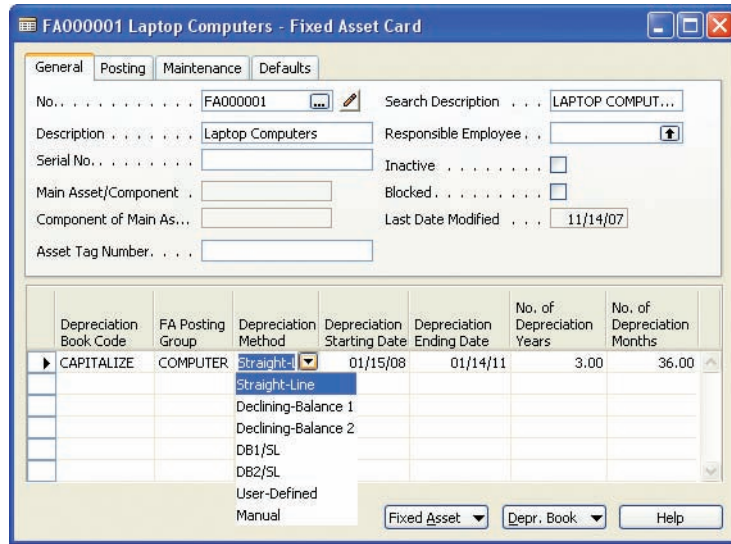 FA000001 Laptop Computers - Fixed Asset Card
General Posting Maintenance Defaults
No. . . . . . . . . . . . FA000001 ... Search Description . . . LAPTOP COMPUT...
Description . . . . . . . Laptop Computers Responsible Employee . .
Serial No. . . . . . . . . Inactive . . . . . . . .
Main Asset/Component . Blocked. . . . . . . . .
Component of Main As... Last Date Modified . . . 11/14/07
Asset Tag Number. . . .
Depreciation Book Code FA Posting Group Depreciation Method Depreciation Starting Date Depreciation Ending Date No. of Depreciation Years No. of Depreciation Months
CAPITALIZE COMPUTER Straight-l 01/15/08 01/14/11 3.00 36.00
Straight-Line
Declining-Balance 1
Declining-Balance 2
DB1/SL
DB2/SL
User-Defined
Manual
Fixed Asset Depr. Book Help